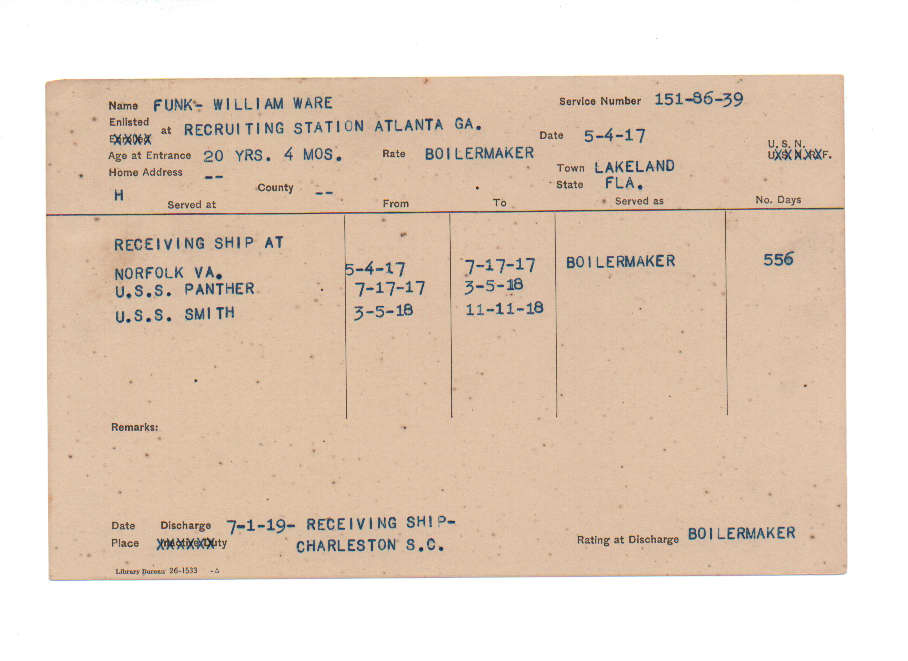 Name FUNK- WILLIAM WARE Service Number 151-86-39
Enlisted at RECRUITING STATION ATLANTA GA. Date 5-4-17 U. S. N.
Age at Entrance 20 YRS. 4 MOS. Rate BOILERMAKER Town LAKELAND
Home Address -- State FLA.
H County --
Served at From To Served as No. Days
RECEIVING SHIP AT
NORFOLK VA. 5-4-17 7-17-17 BOILERMAKER 556
U.S.S. PANTHER 7-17-17 3-5-18
U.S.S. SMITH 3-5-18 11-11-18
Remarks:
Date Discharge 7-1-19- RECEIVING SHIP-
Place CHARLESTON S.C. Rating at Discharge BOILERMAKER
Library Bureau 26-1533